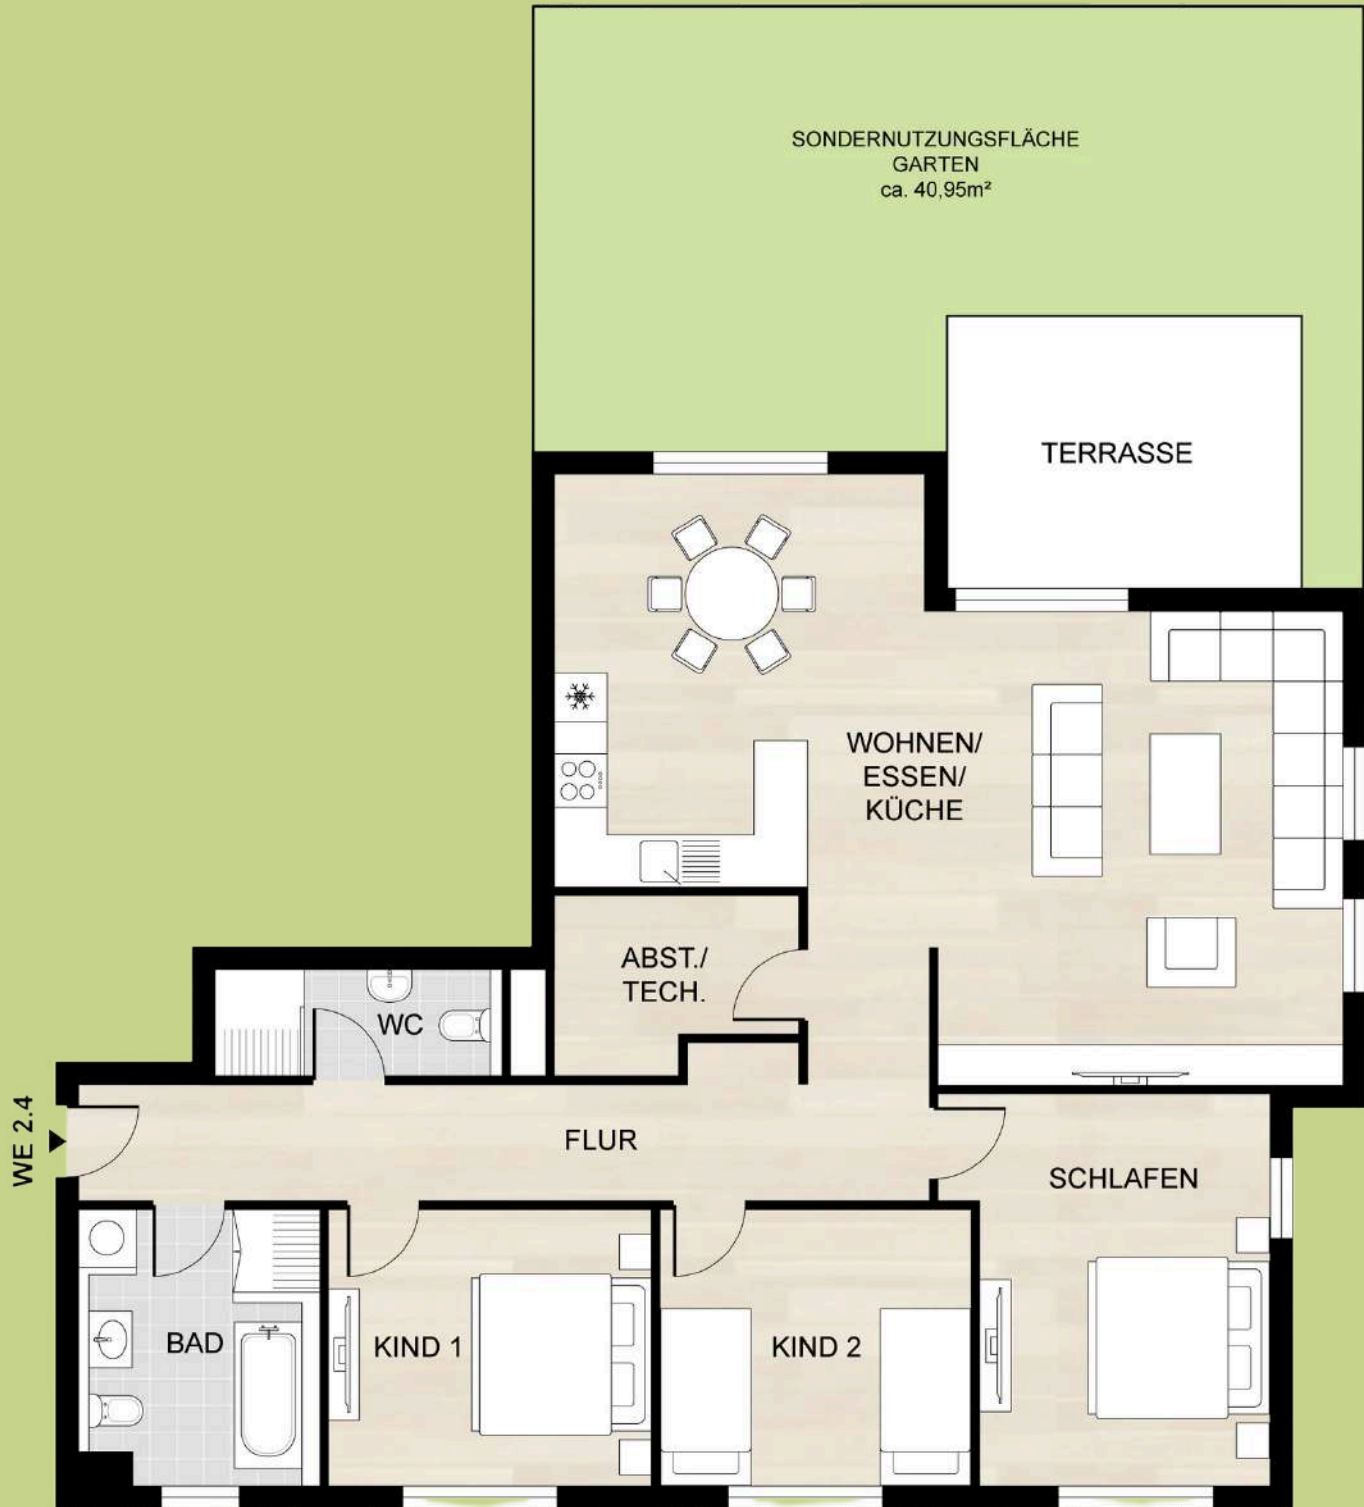 SONDERNUTZUNGSFLÄCHE
GARTEN
ca. 40,95m²
TERRASSE
WOHNEN/
ESSEN/
KÜCHE
ABST./
TECH.
WC
WE 2.4
FLUR
SCHLAFEN
BAD
KIND 1
KIND 2